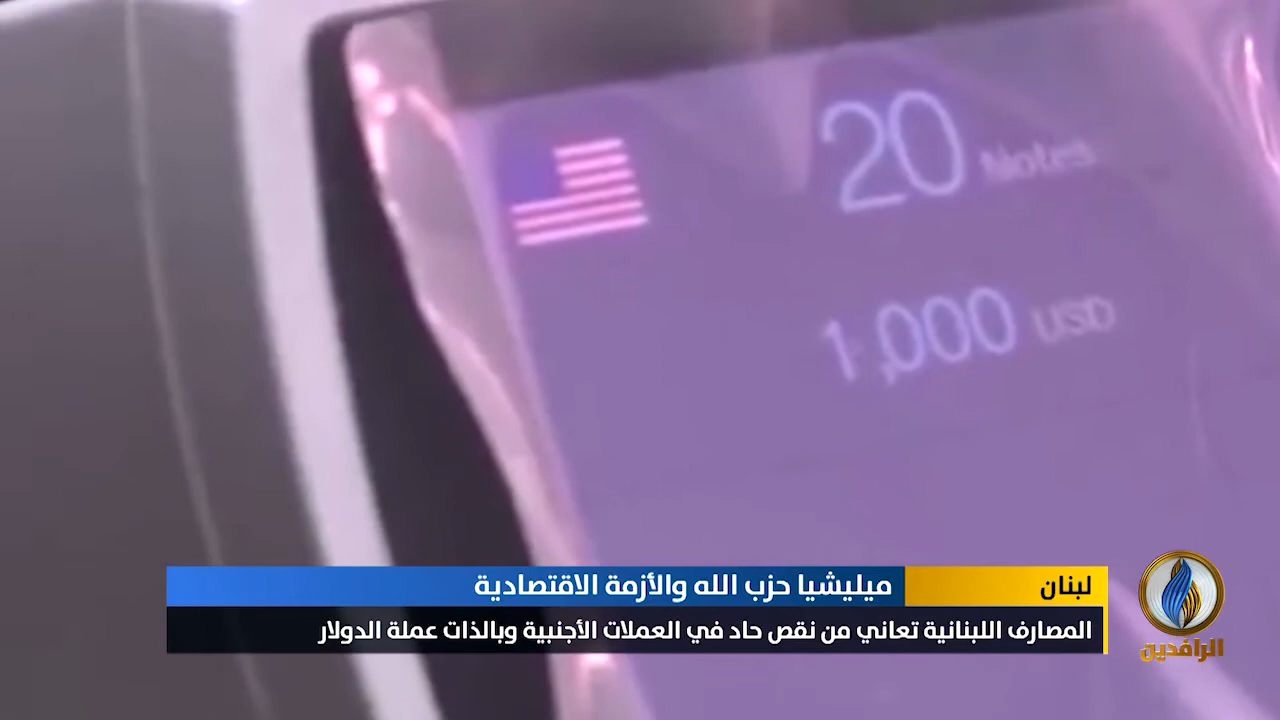 20 Notes
1,000 USD
لبنان
ميليشيا حزب الله والأزمة الاقتصادية
المصارف اللبنانية تعاني من نقص حاد في العملات الأجنبية وبالذات عملة الدولار
الرافدين